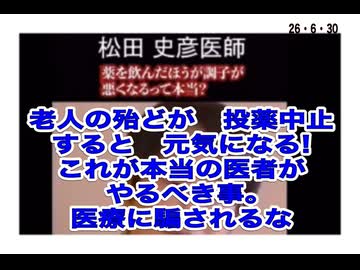 26・6・30
松田 史彦医師
薬を飲んだほうが調子が
悪くなるって本当?
老人の殆どが　投薬中止
すると　元気になる!
これが本当の医者が
やるべき事。
医療に騙されるな